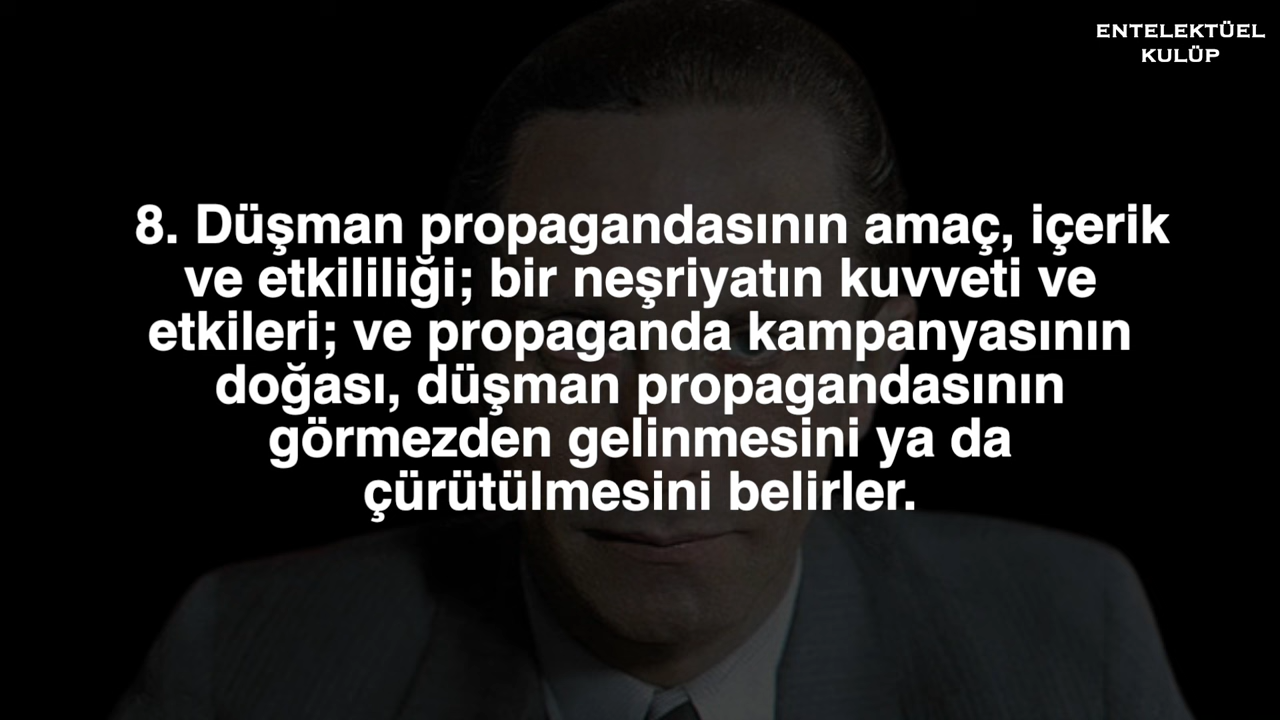 ENTELEKTÜEL
KULÜP
8. Düşman propagandasının amaç, içerik
ve etkililiği; bir neşriyatın kuvveti ve
etkileri; ve propaganda kampanyasının
doğası, düşman propagandasının
görmezden gelinmesini ya da
çürütülmesini belirler.